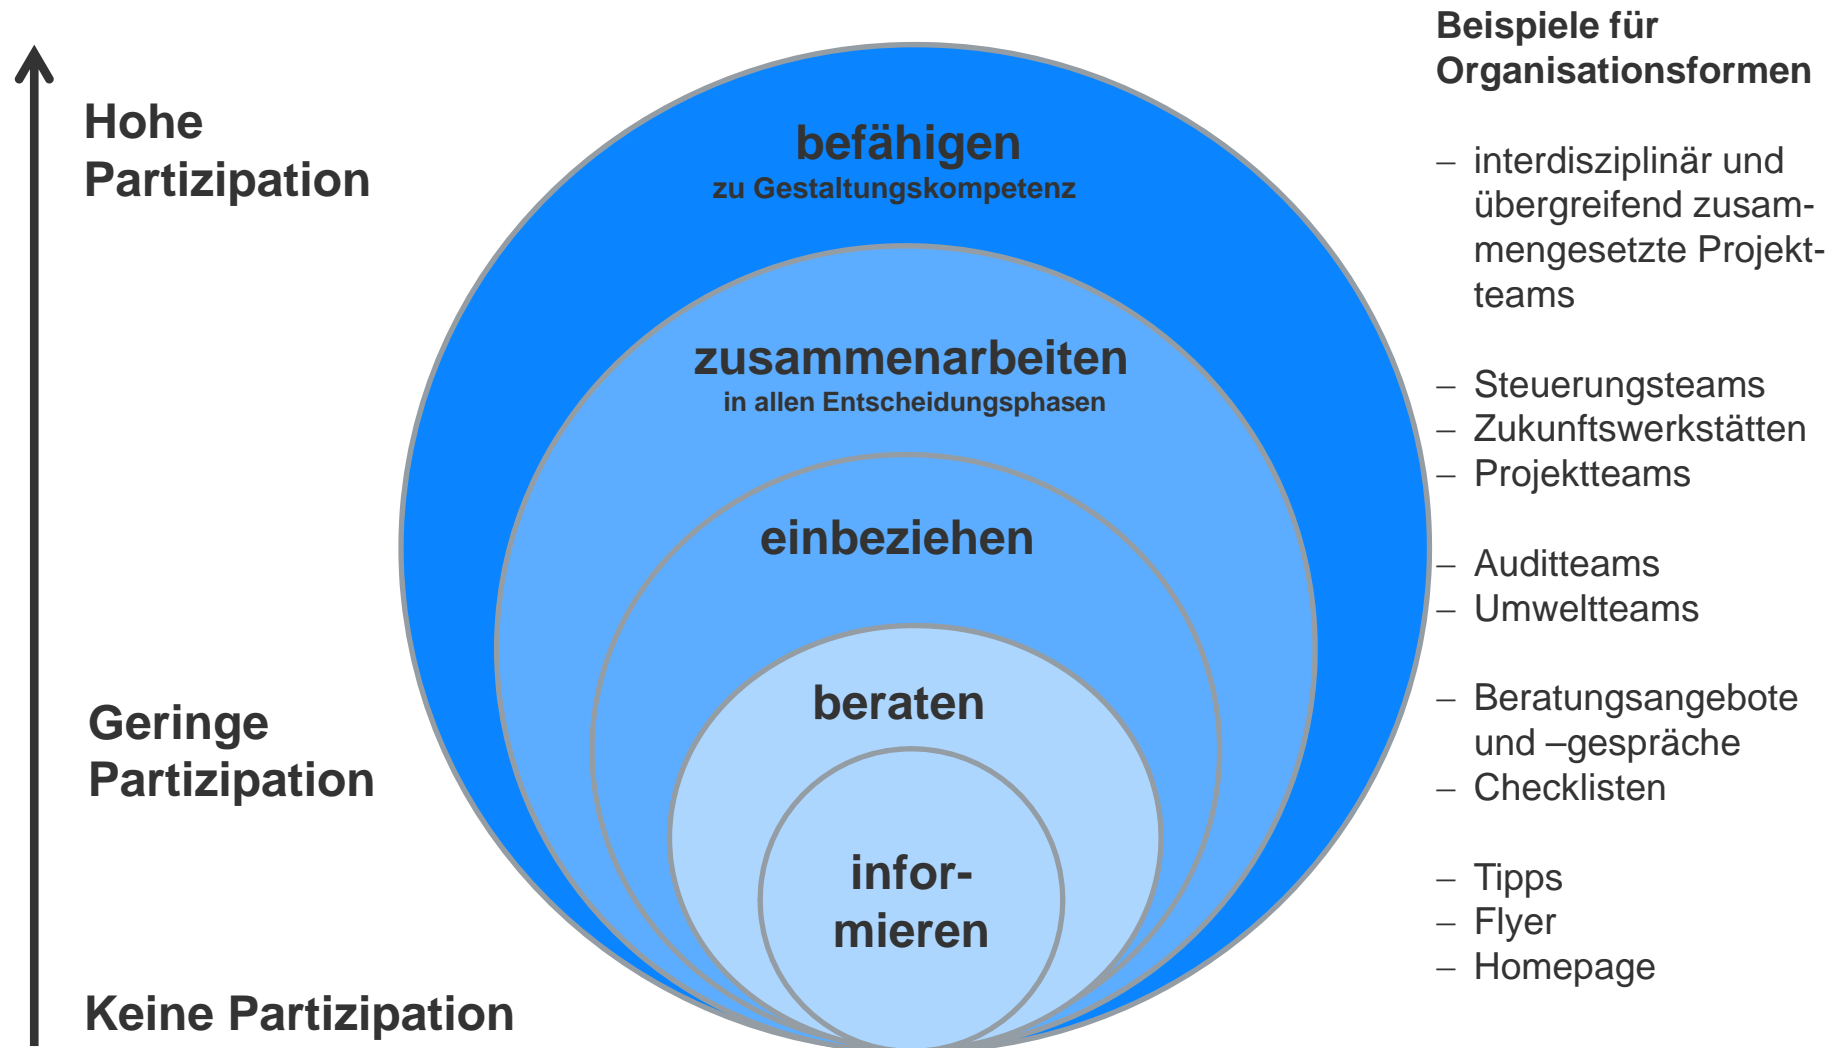 Hohe
Partizipation
Geringe
Partizipation
Keine Partizipation
befähigen
zu Gestaltungskompetenz
zusammenarbeiten
in allen Entscheidungsphasen
einbeziehen
beraten
infor-
mieren
Beispiele für
Organisationsformen
– interdisziplinär und
übergreifend zusam-
mengesetzte Projekt-
teams
– Steuerungsteams
– Zukunftswerkstätten
– Projektteams
– Auditteams
– Umweltteams
– Beratungsangebote
und –gespräche
– Checklisten
– Tipps
– Flyer
– Homepage